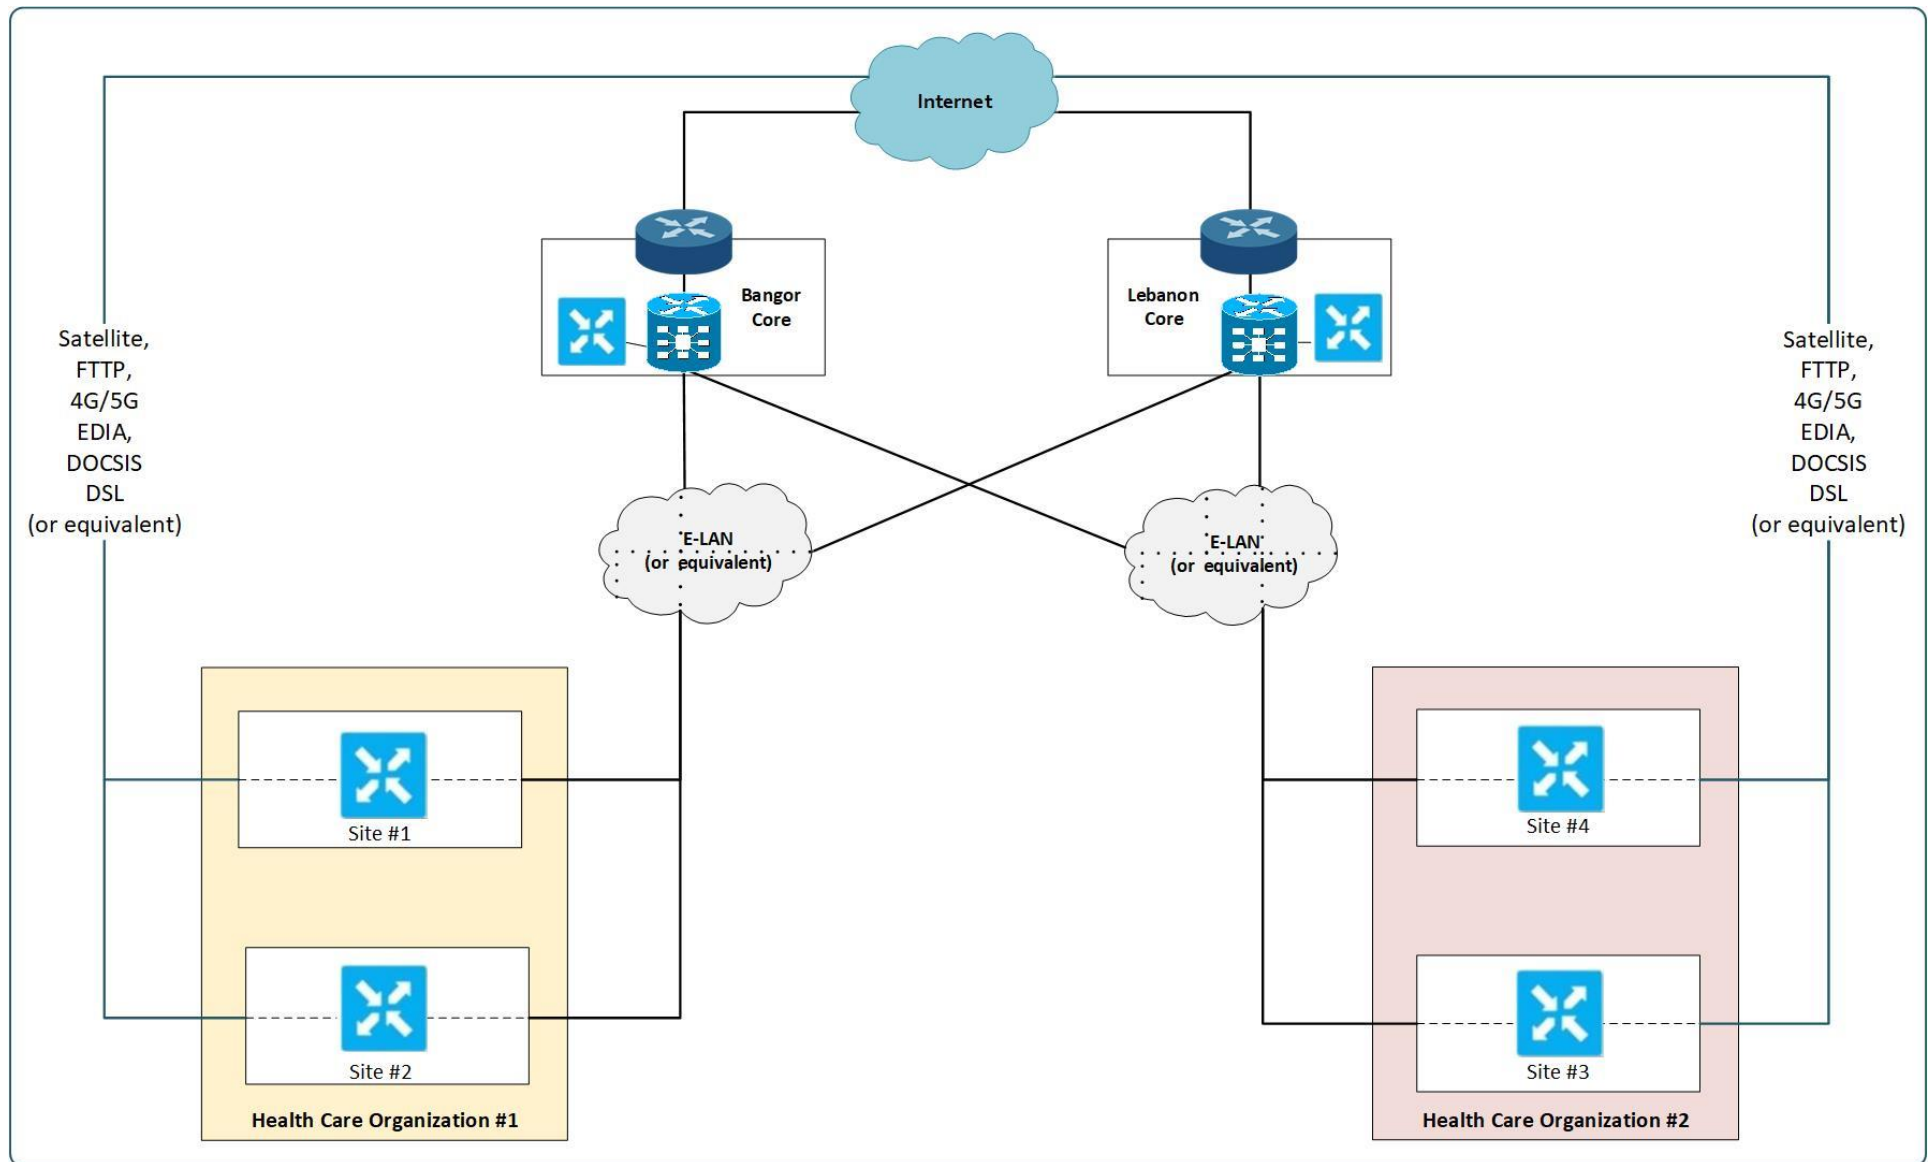 Internet
Bangor
Core
Lebanon
Core
Satellite,
FTTP,
4G/5G
EDIA,
DOCSIS
DSL
(or equivalent)
Satellite,
FTTP,
4G/5G
EDIA,
DOCSIS
DSL
(or equivalent)
E-LAN
(or equivalent)
E-LAN
(or equivalent)
Site #1
Site #4
Site #2
Site #3
Health Care Organization #1
Health Care Organization #2